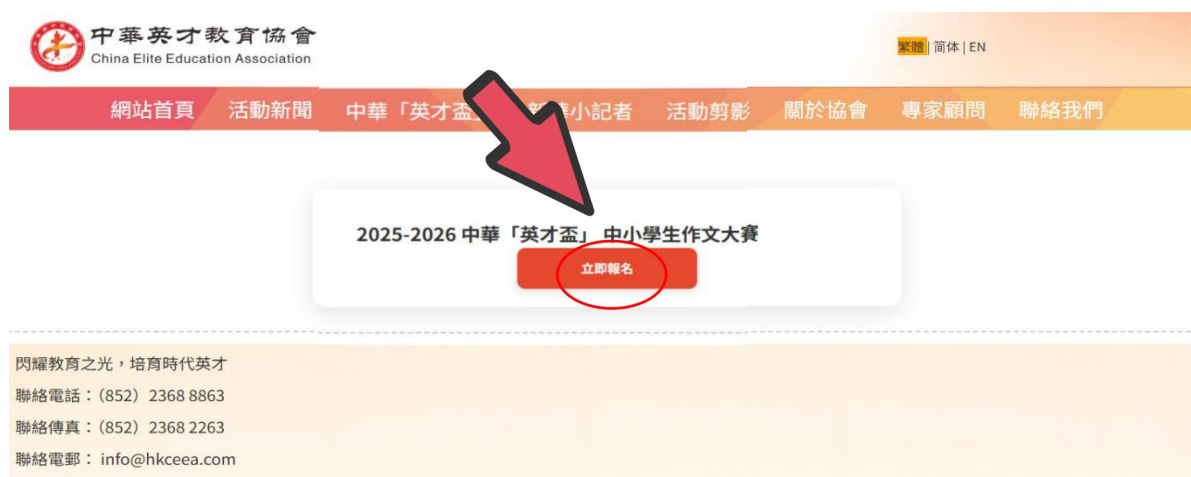 中華英才教育協會
China Elite Education Association
繁體 | 简体 | EN
網站首頁 活動新聞 中華「英才盃 小記者 活動剪影 關於協會 專家顧問 聯絡我們
2025-2026 中華「英才盃」 中小學生作文大賽
立即報名
閃耀教育之光，培育時代英才
聯絡電話：（852）2368 8863
聯絡傳真：（852）2368 2263
聯絡電郵： info@hkceea.com